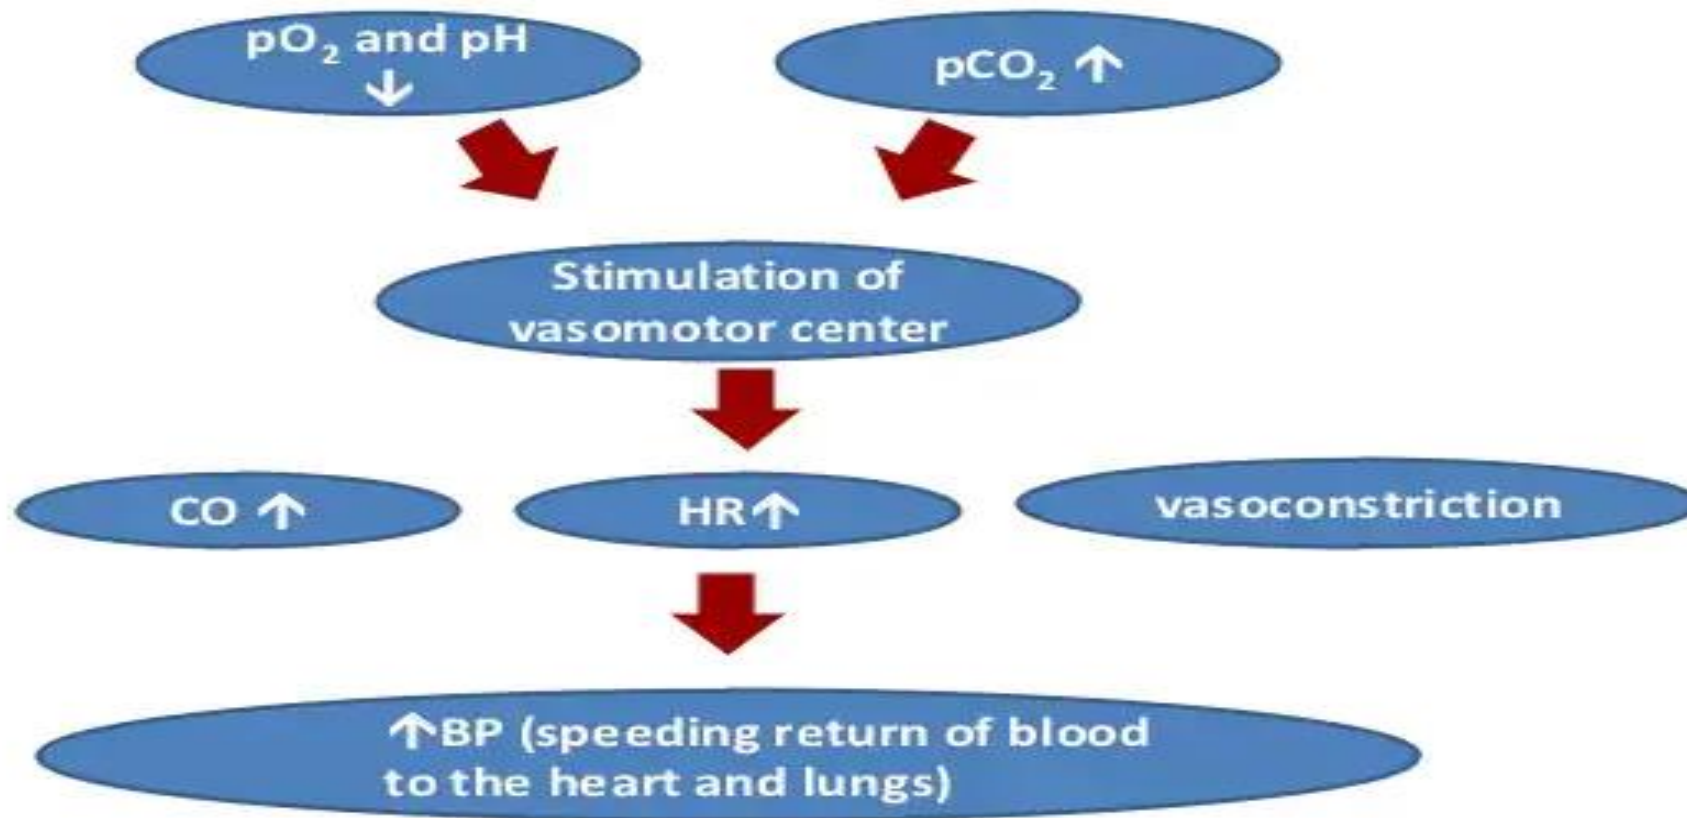 pO₂ and pH
↓
pCO₂ ↑
Stimulation of
vasomotor center
CO ↑
HR↑
vasoconstriction
↑BP (speeding return of blood
to the heart and lungs)